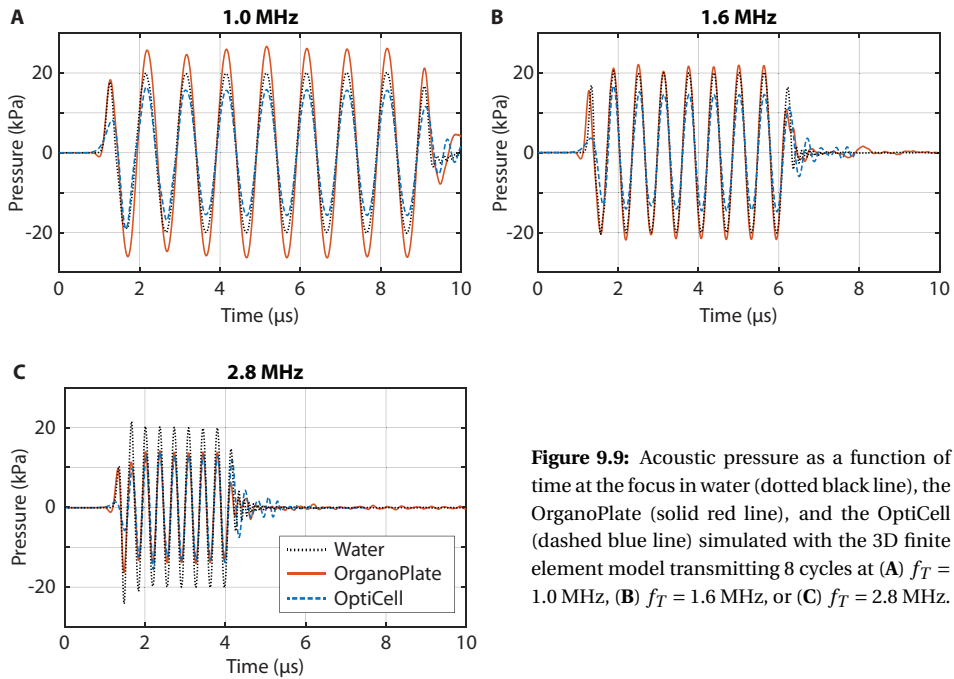 A
1.0 MHz
Pressure (kPa)
20
0
-20
0 2 4 6 8 10
Time (μs)
B
1.6 MHz
Pressure (kPa)
20
0
-20
0 2 4 6 8 10
Time (μs)
C
2.8 MHz
Pressure (kPa)
20
0
-20
0 2 4 6 8 10
Time (μs)
Water
OrganoPlate
OptiCell
Figure 9.9: Acoustic pressure as a function of
time at the focus in water (dotted black line), the
OrganoPlate (solid red line), and the OptiCell
(dashed blue line) simulated with the 3D finite
element model transmitting 8 cycles at (A) f_T =
1.0 MHz, (B) f_T = 1.6 MHz, or (C) f_T = 2.8 MHz.